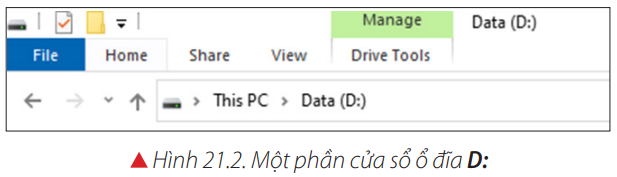 Manage Data (D:)
File Home Share View Drive Tools
This PC Data (D:)
Hình 21.2. Một phần cửa sổ ổ đĩa D: